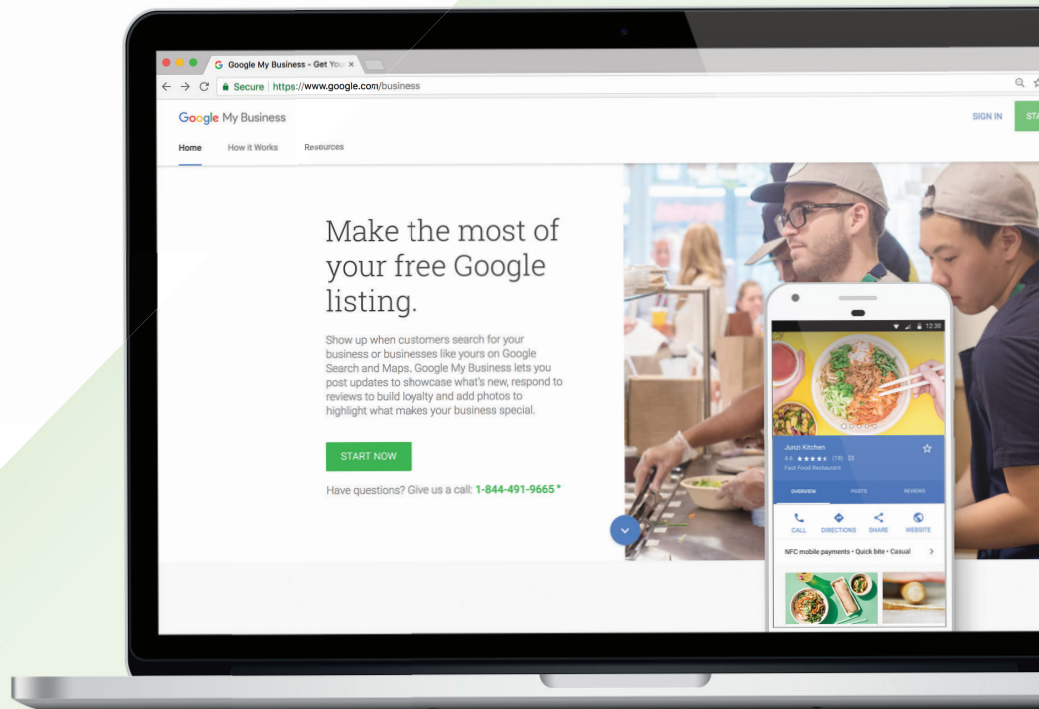 Google My Business - Get You
Secure https://www.google.com/business
Google My Business
SIGN IN
STA
Home How it Works Resources
Make the most of
your free Google
listing.
Show up when customers search for your
business or businesses like yours on Google
Search and Maps. Google My Business lets you
post updates to showcase what's new, respond to
reviews to build loyalty and add photos to
highlight what makes your business special.
START NOW
Have questions? Give us a call: 1-844-491-9665 *
12:30
Junzi Kitchen
4.6 ★★★★★ (18)
Fast Food Restaurant
OVERVIEW POSTS REVIEWS
CALL DIRECTIONS SHARE WEBSITE
NFC mobile payments • Quick bite • Casual